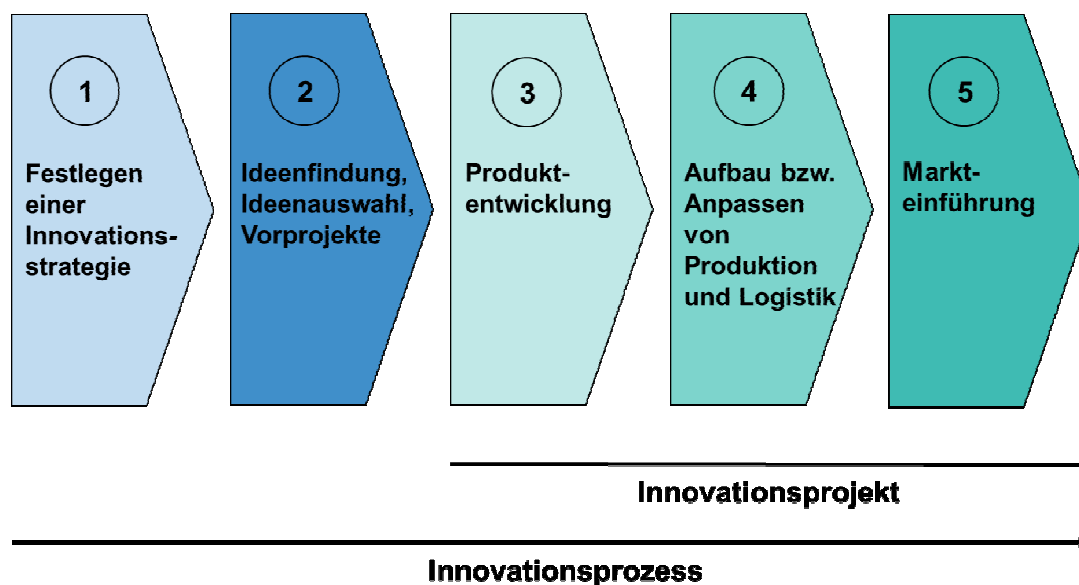 1
Festlegen
einer
Innovations-
strategie
2
Ideenfindung,
Ideenauswahl,
Vorprojekte
3
Produkt-
entwicklung
4
Aufbau bzw.
Anpassen
von
Produktion
und Logistik
5
Markt-
einführung
Innovationsprojekt
Innovationsprozess